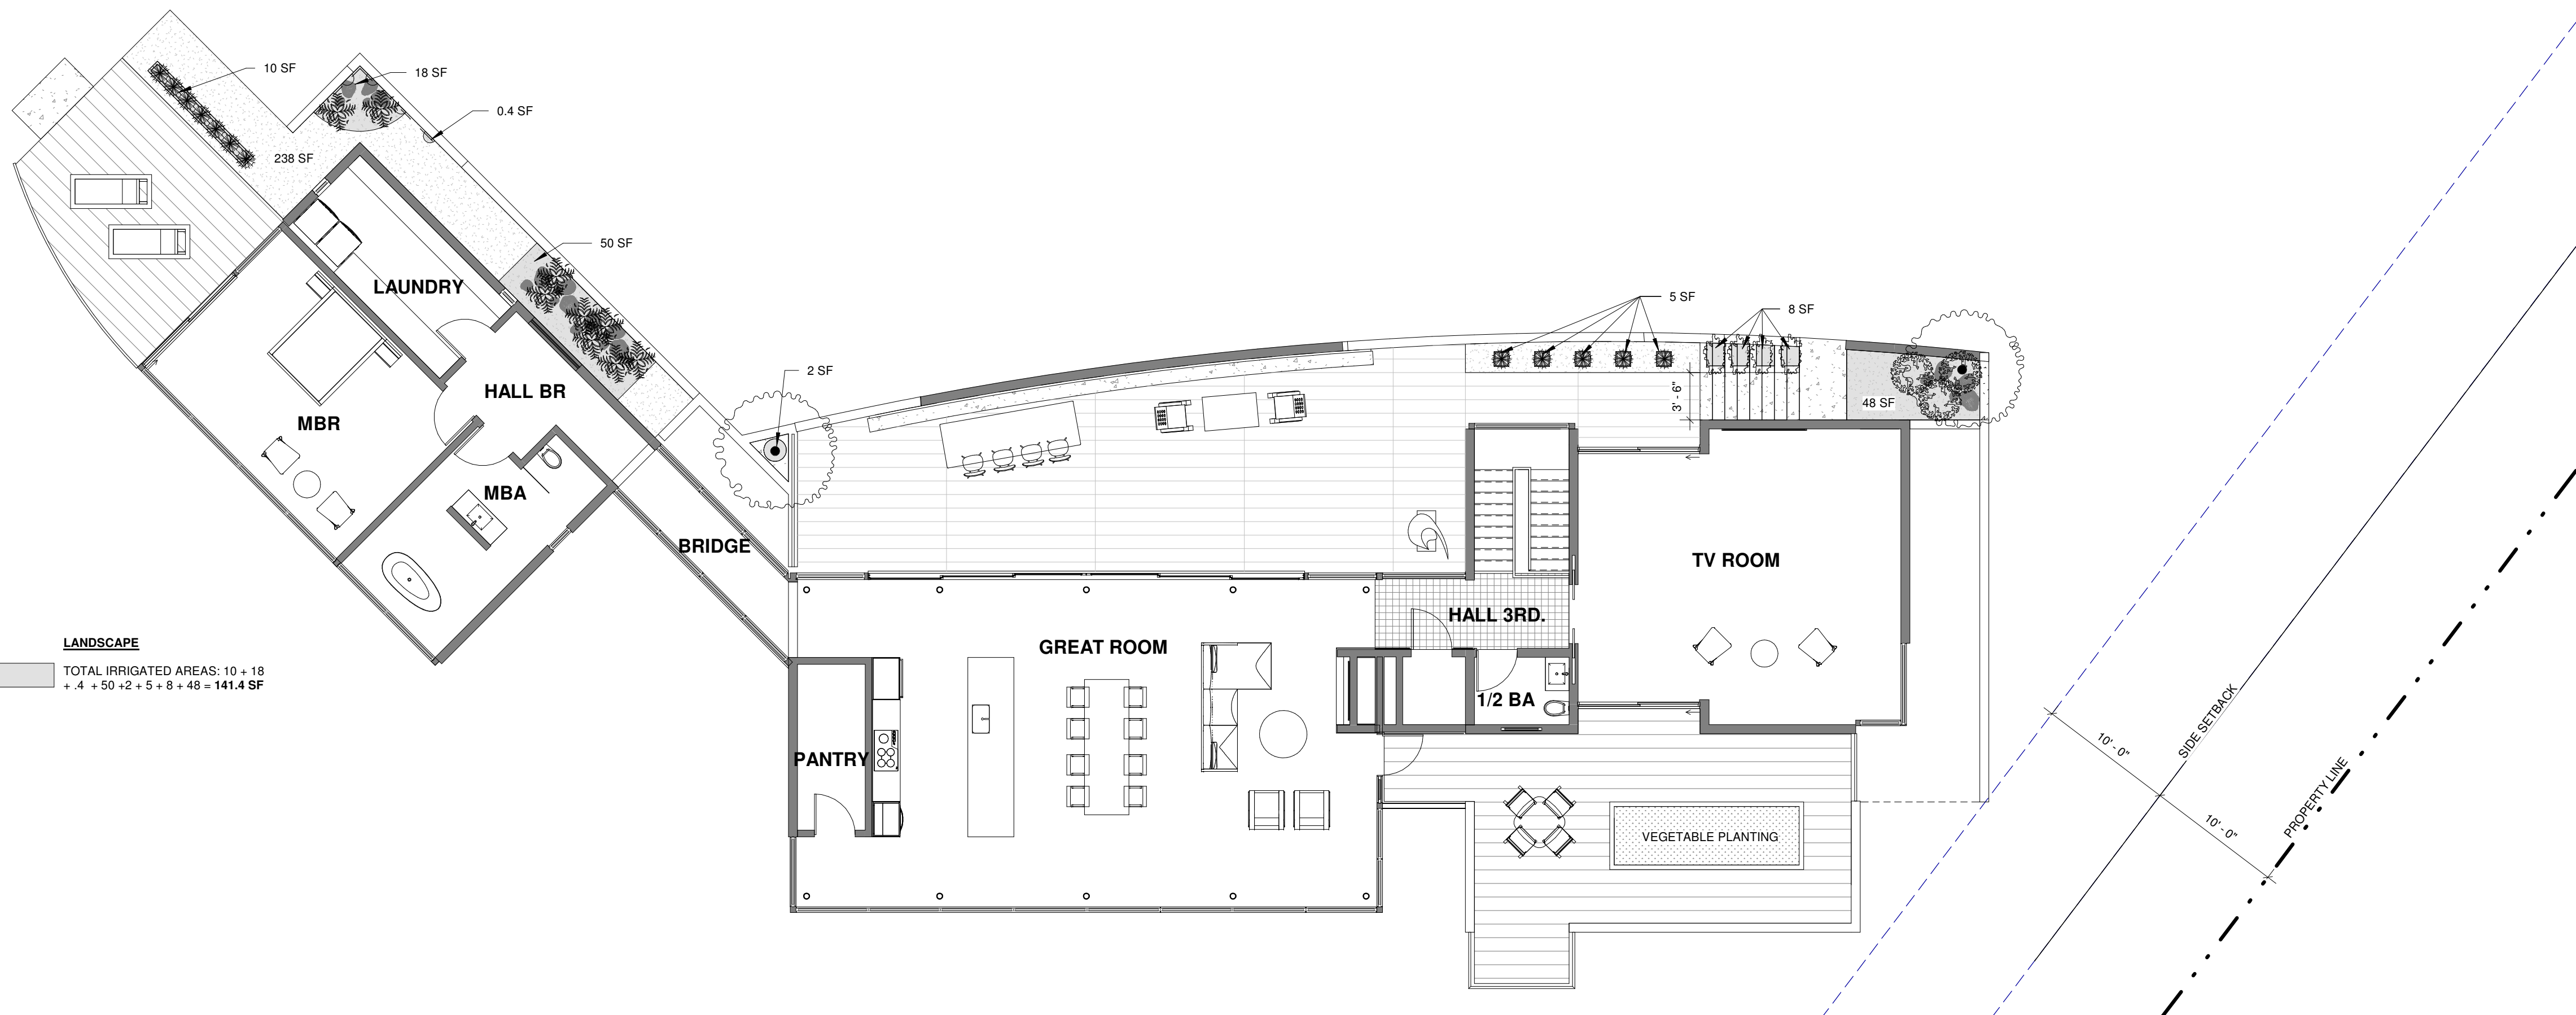 10 SF
18 SF
0.4 SF
238 SF
50 SF
LAUNDRY
5 SF
8 SF
2 SF
HALL BR
3' - 6"
48 SF
MBR
MBA
BRIDGE
TV ROOM
HALL 3RD.
LANDSCAPE
GREAT ROOM
TOTAL IRRIGATED AREAS: 10 + 18
+ .4 + 50 +2 + 5 + 8 + 48 = 141.4 SF
1/2 BA
SIDE SETBACK
10' - 0"
PANTRY
PROPERTY LINE
10' - 0"
VEGETABLE PLANTING